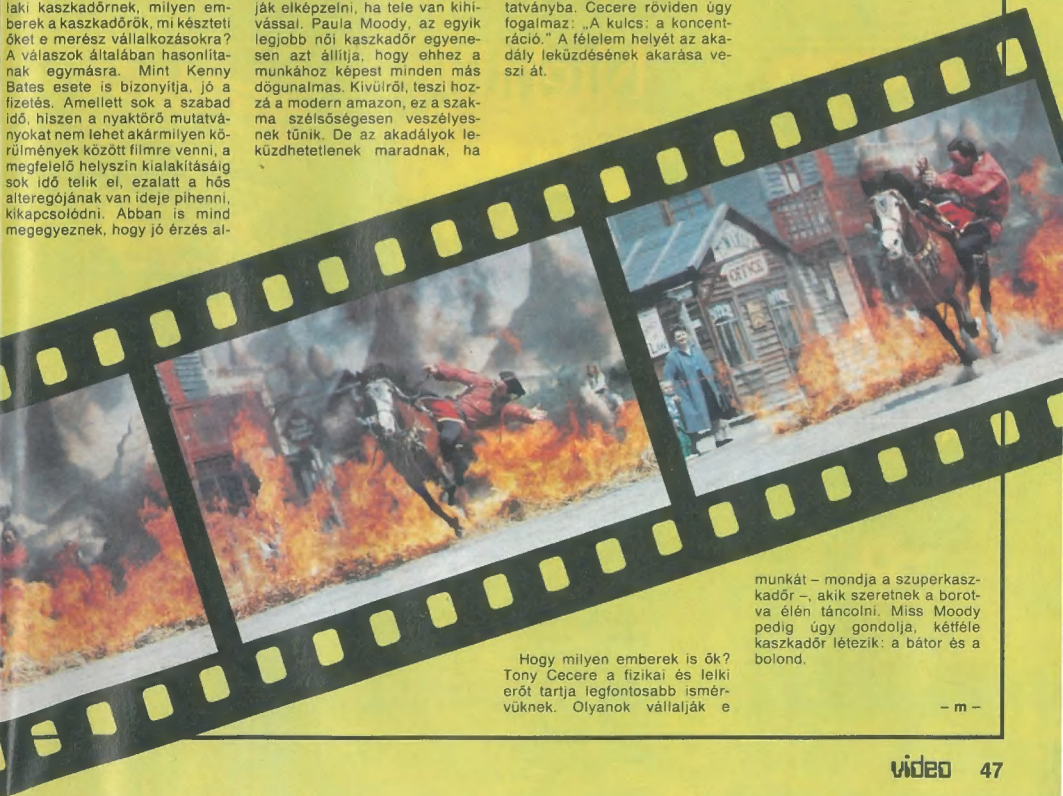 laki kaszkadőrnek, milyen em-
berek a kaszkadőrök, mi készteti
őket e merész vállalkozásokra?
A válaszok általában hasonlíta-
nak egymásra. Mint Kenny
Bates esete is bizonyítja, jó a
fizetés. Amellett sok a szabad
idő, hiszen a nyaktörő mutatvá-
nyokat nem lehet akármilyen kö-
rülmények között filmre venni, a
megfelelő helyszín kialakításáig
sok idő telik el, ezalatt a hős
alteregójának van ideje pihenni,
kikapcsolódni. Abban is mind
megegyeznek, hogy jó érzés al-
ják elképzelni, ha tele van kihí-
vással. Paula Moody, az egyik
legjobb női kaszkadőr egyene-
sen azt állítja, hogy ehhez a
munkához képest minden más
dögunalmas. Kívülről, teszi hoz-
zá a modern amazon, ez a szak-
ma szélsőségesen veszélyes-
nek tűnik. De az akadályok le-
küzdhetetlenek maradnak, ha
tatványba. Cecere röviden úgy
fogalmaz: „A kulcs: a koncent-
ráció.” A félelem helyét az aka-
dály leküzdésének akarása ve-
szi át.
OFFICE
Hogy milyen emberek is ők?
Tony Cecere a fizikai és lelki
erőt tartja legfontosabb ismér-
vüknek. Olyanok vállalják e
munkát – mondja a szuperkasz-
kadőr –, akik szeretnek a borot-
va élén táncolni. Miss Moody
pedig úgy gondolja, kétféle
kaszkadőr létezik: a bátor és a
bolond.
– m –
video 47